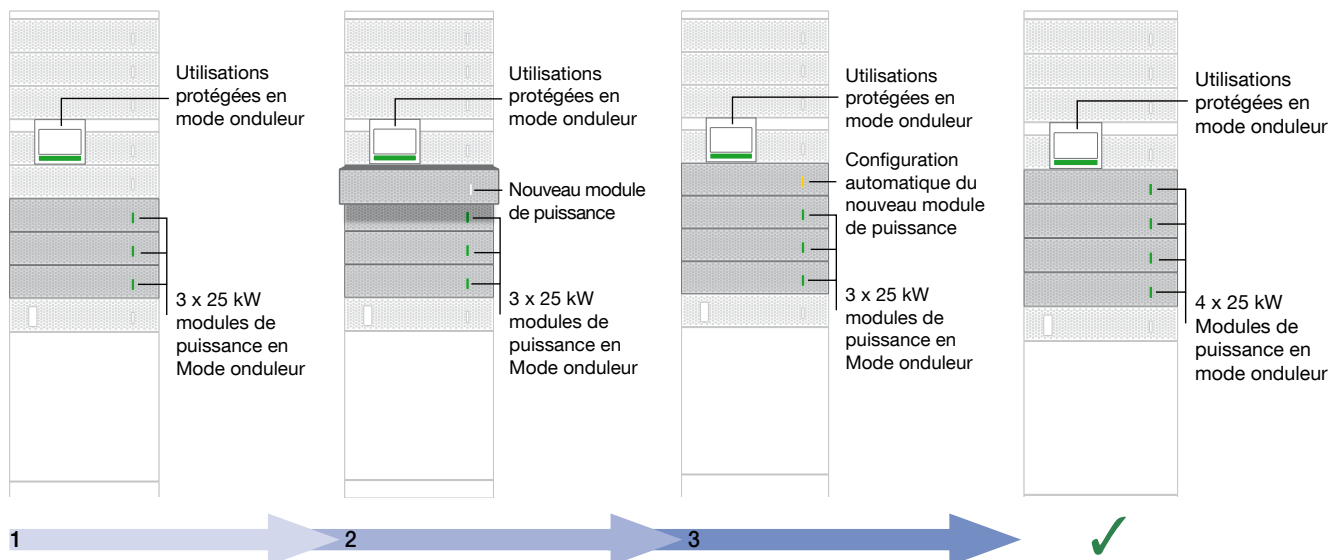 Utilisations
protégées en
mode onduleur
3 x 25 kW
modules de
puissance en
Mode onduleur
Utilisations
protégées en
mode onduleur
Nouveau module
de puissance
3 x 25 kW
modules de
puissance en
Mode onduleur
Utilisations
protégées en
mode onduleur
Configuration
automatique du
nouveau module
de puissance
3 x 25 kW
modules de
puissance en
Mode onduleur
Utilisations
protégées en
mode onduleur
4 x 25 kW
Modules de
puissance en
mode onduleur
1
2
3